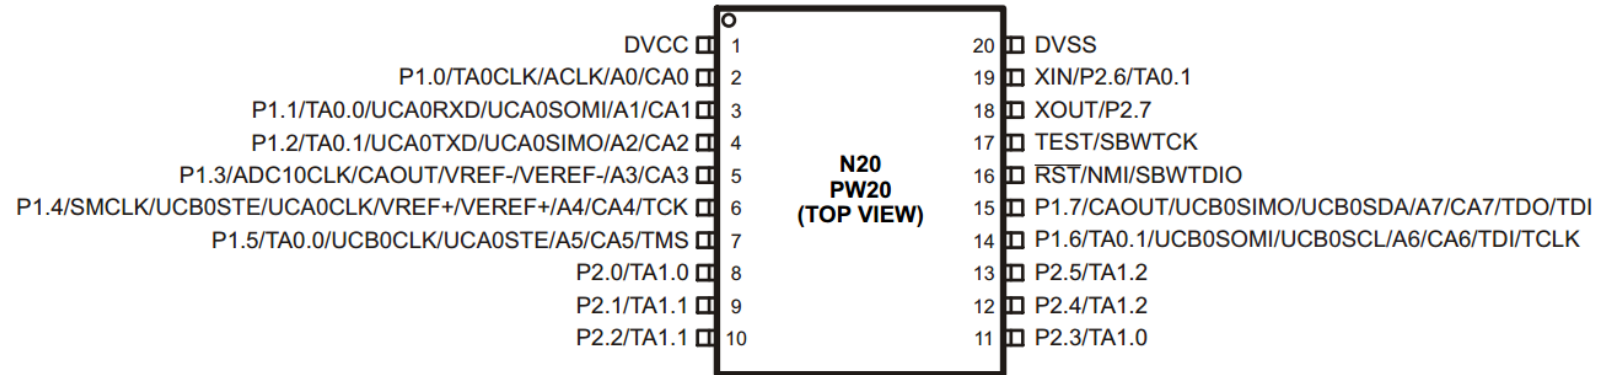 DVCC 1 20 DVSS
P1.0/TA0CLK/ACLK/A0/CA0 2 19 XIN/P2.6/TA0.1
P1.1/TA0.0/UCA0RXD/UCA0SOMI/A1/CA1 3 18 XOUT/P2.7
P1.2/TA0.1/UCA0TXD/UCA0SIMO/A2/CA2 4 17 TEST/SBWTCK
N20
P1.3/ADC10CLK/CAOUT/VREF-/VEREF-/A3/CA3 5 16 RST/NMI/SBWTDIO
PW20
P1.4/SMCLK/UCB0STE/UCA0CLK/VREF+/VEREF+/A4/CA4/TCK 6 15 P1.7/CAOUT/UCB0SIMO/UCB0SDA/A7/CA7/TDO/TDI
(TOP VIEW)
P1.5/TA0.0/UCB0CLK/UCA0STE/A5/CA5/TMS 7 14 P1.6/TA0.1/UCB0SOMI/UCB0SCL/A6/CA6/TDI/TCLK
P2.0/TA1.0 8 13 P2.5/TA1.2
P2.1/TA1.1 9 12 P2.4/TA1.2
P2.2/TA1.1 10 11 P2.3/TA1.0